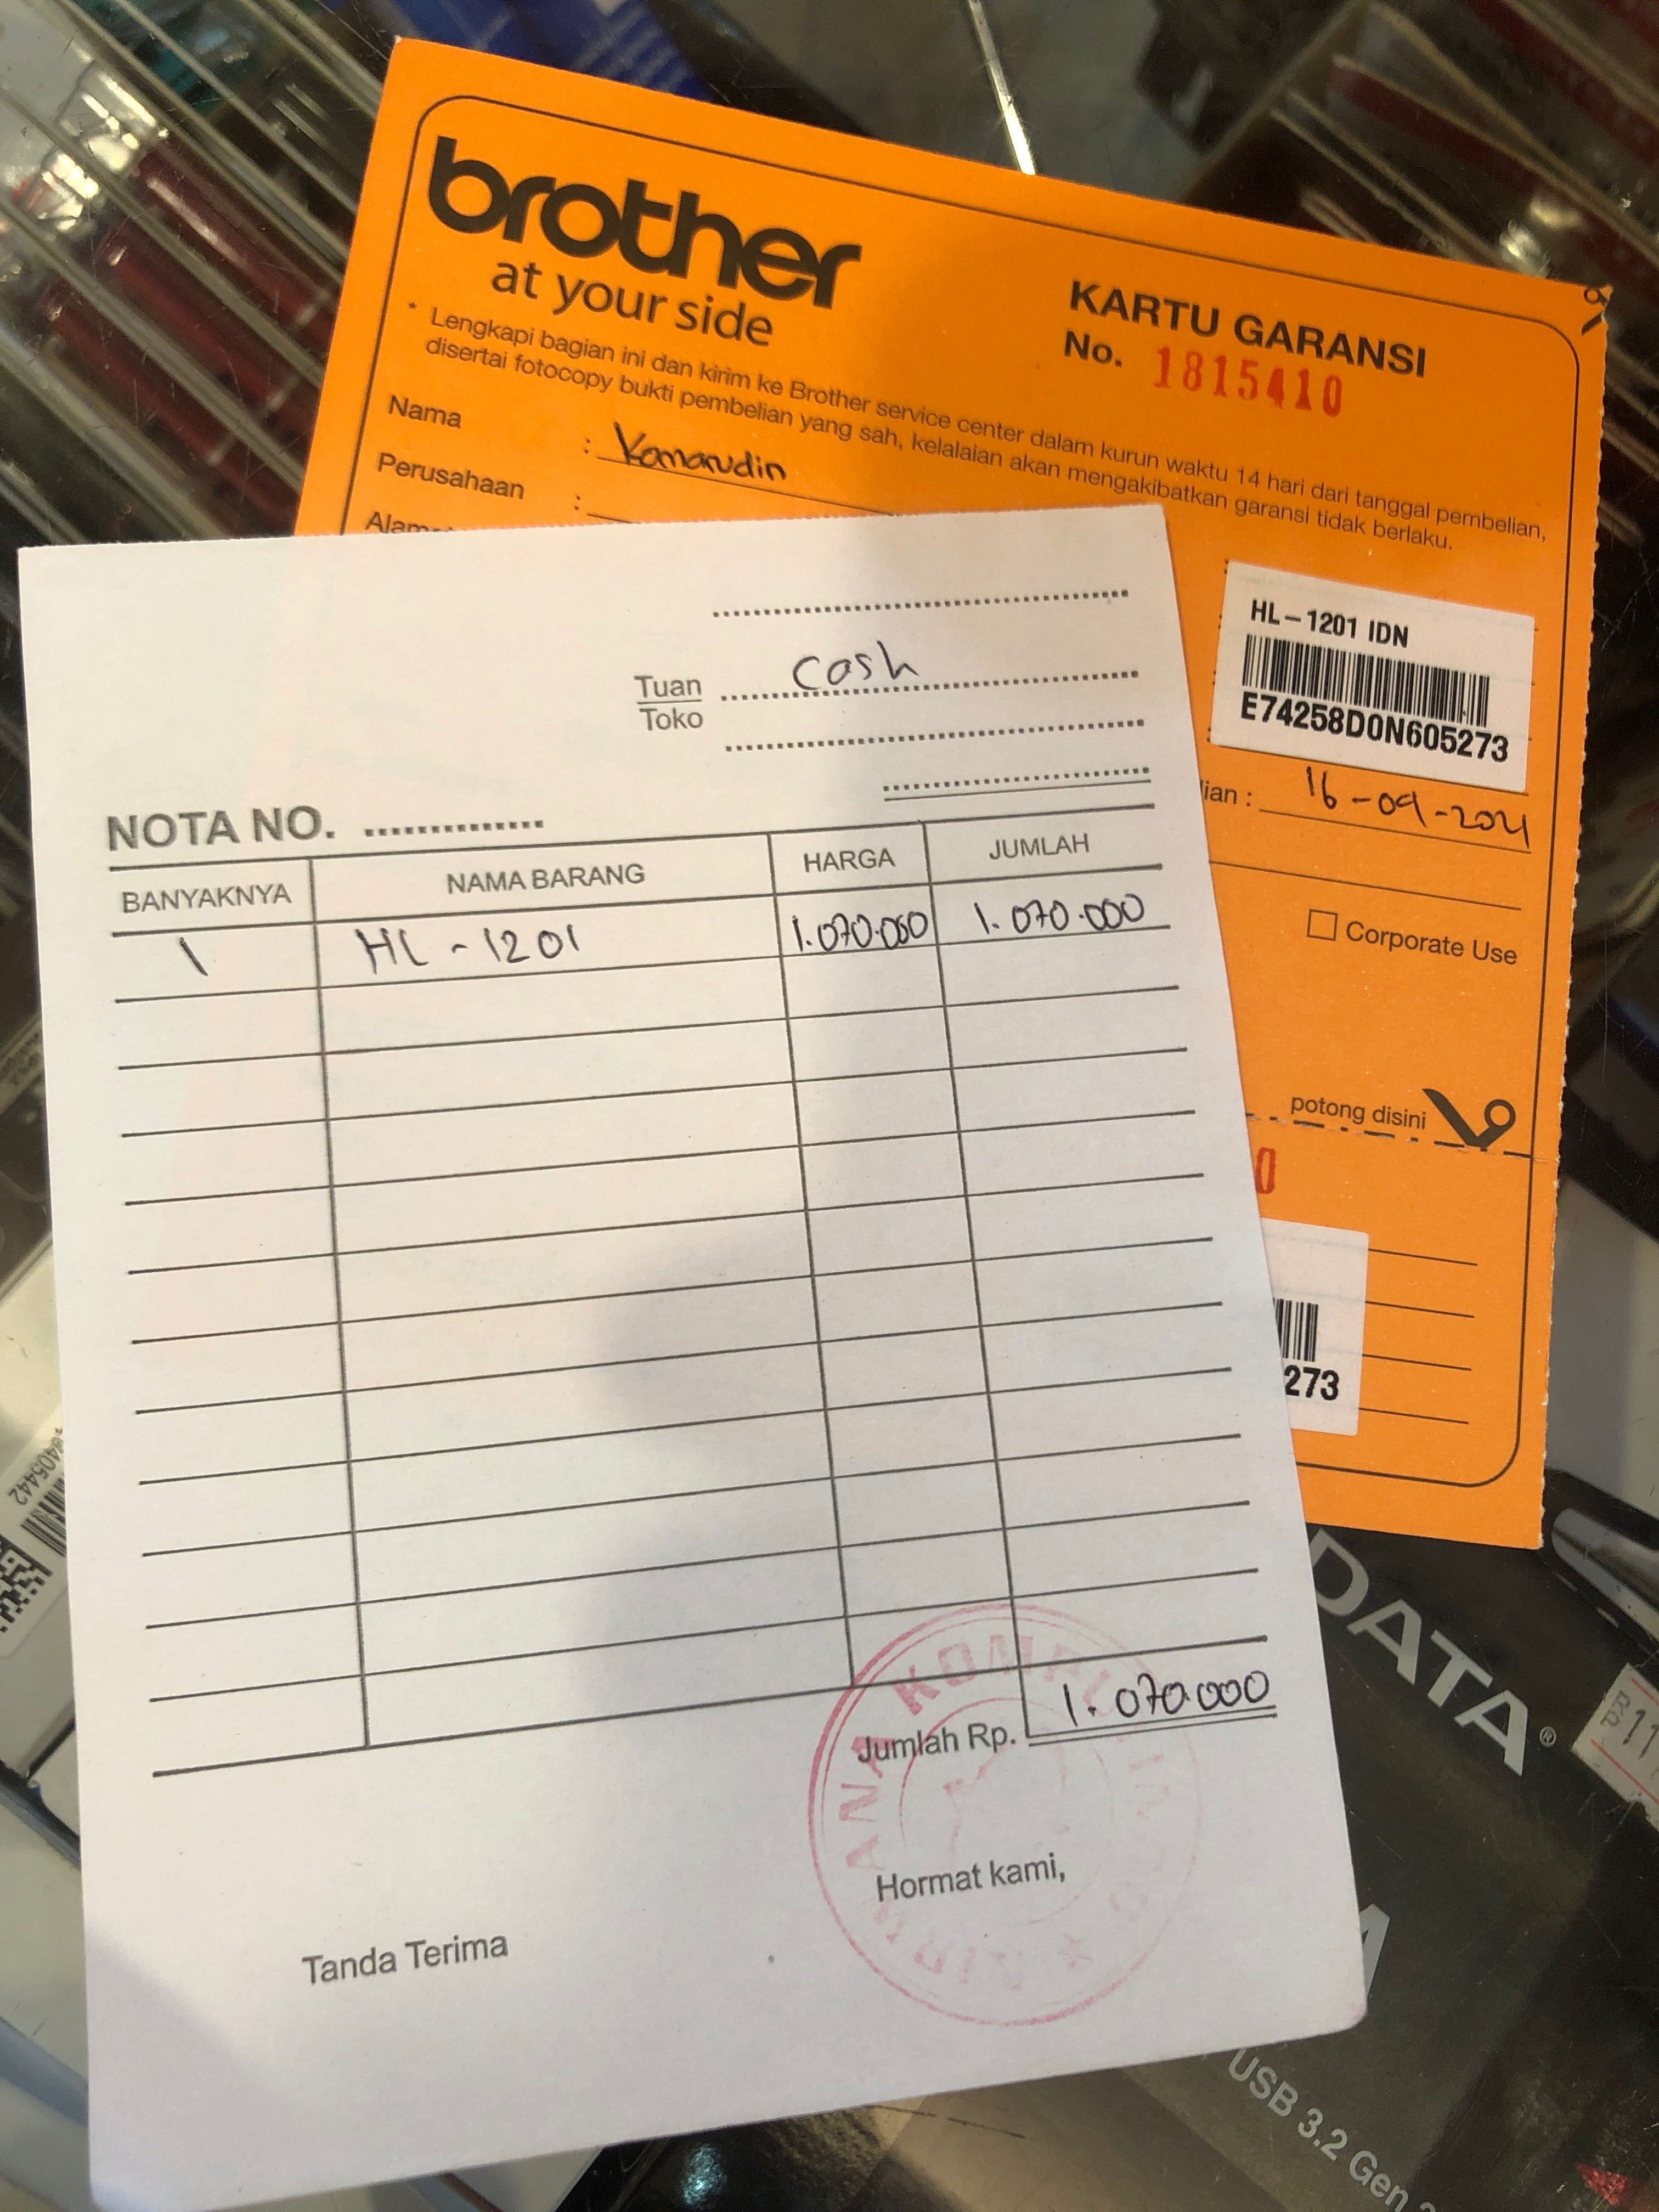 brother
at your side
KARTU GARANSI
No. 1815410
* Lengkapi bagian ini dan kirim ke Brother service center dalam kurun waktu 14 hari dari tanggal pembelian,
disertai fotocopy bukti pembelian yang sah, kelalaian akan mengakibatkan garansi tidak berlaku.
Nama : Komarudin
Perusahaan :
HL-1201 IDN
E74258D0N605273
ian : 16-09-2021
Corporate Use
potong disini
0
273
Cash
Tuan
Toko
NOTA NO.
BANYAKNYA NAMA BARANG HARGA JUMLAH
1 HL-1201 1.070.000 1.070.000
Jumlah Rp. 1.070.000
Hormat kami,
Tanda Terima
DATA®
USB 3.2 Gen